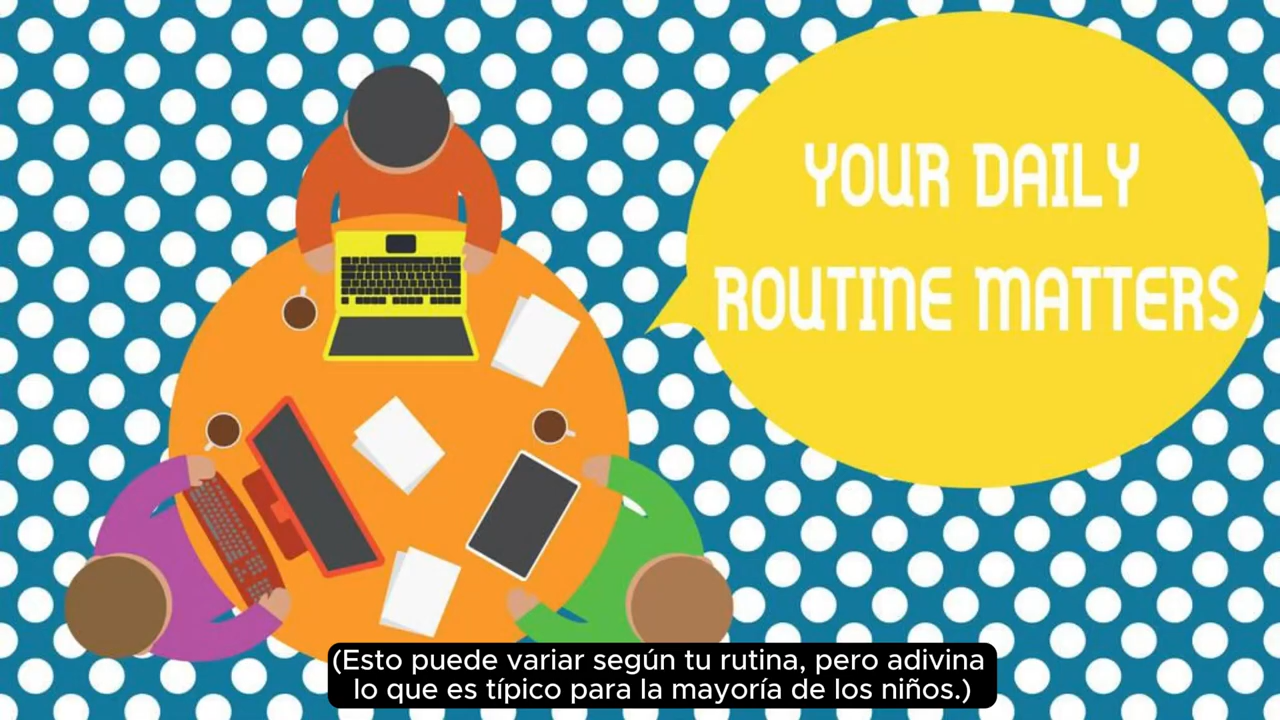 YOUR DAILY
ROUTINE MATTERS
(Esto puede variar según tu rutina, pero adivina
lo que es típico para la mayoría de los niños.)